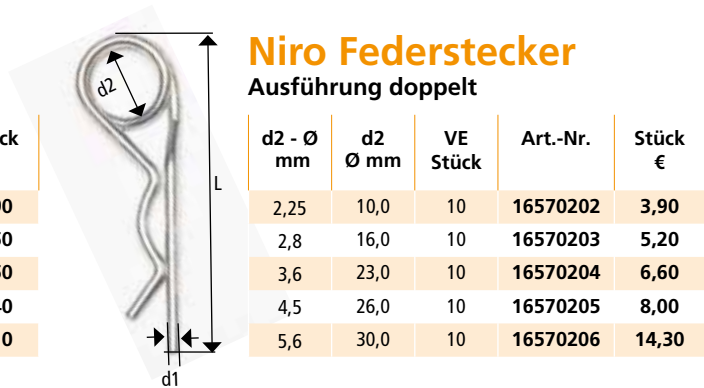 Niro Federstecker
Ausführung doppelt
d2
L
d1
d2 - Ø mm d2 Ø mm VE Stück Art.-Nr. Stück €
2,25 10,0 10 16570202 3,90
2,8 16,0 10 16570203 5,20
3,6 23,0 10 16570204 6,60
4,5 26,0 10 16570205 8,00
5,6 30,0 10 16570206 14,30